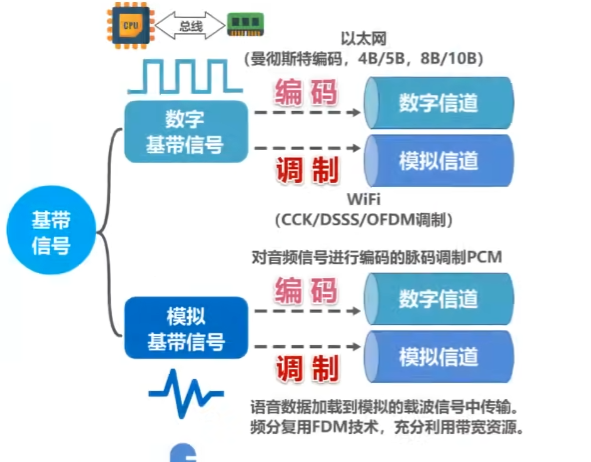 CPU
总线
以太网
（曼彻斯特编码，4B/5B，8B/10B）
编码
数字信道
数字
基带信号
调制
模拟信道
WiFi
（CCK/DSSS/OFDM调制）
基带
信号
对音频信号进行编码的脉码调制PCM
编码
数字信道
模拟
基带信号
调制
模拟信道
语音数据加载到模拟的载波信号中传输。
频分复用FDM技术，充分利用带宽资源。